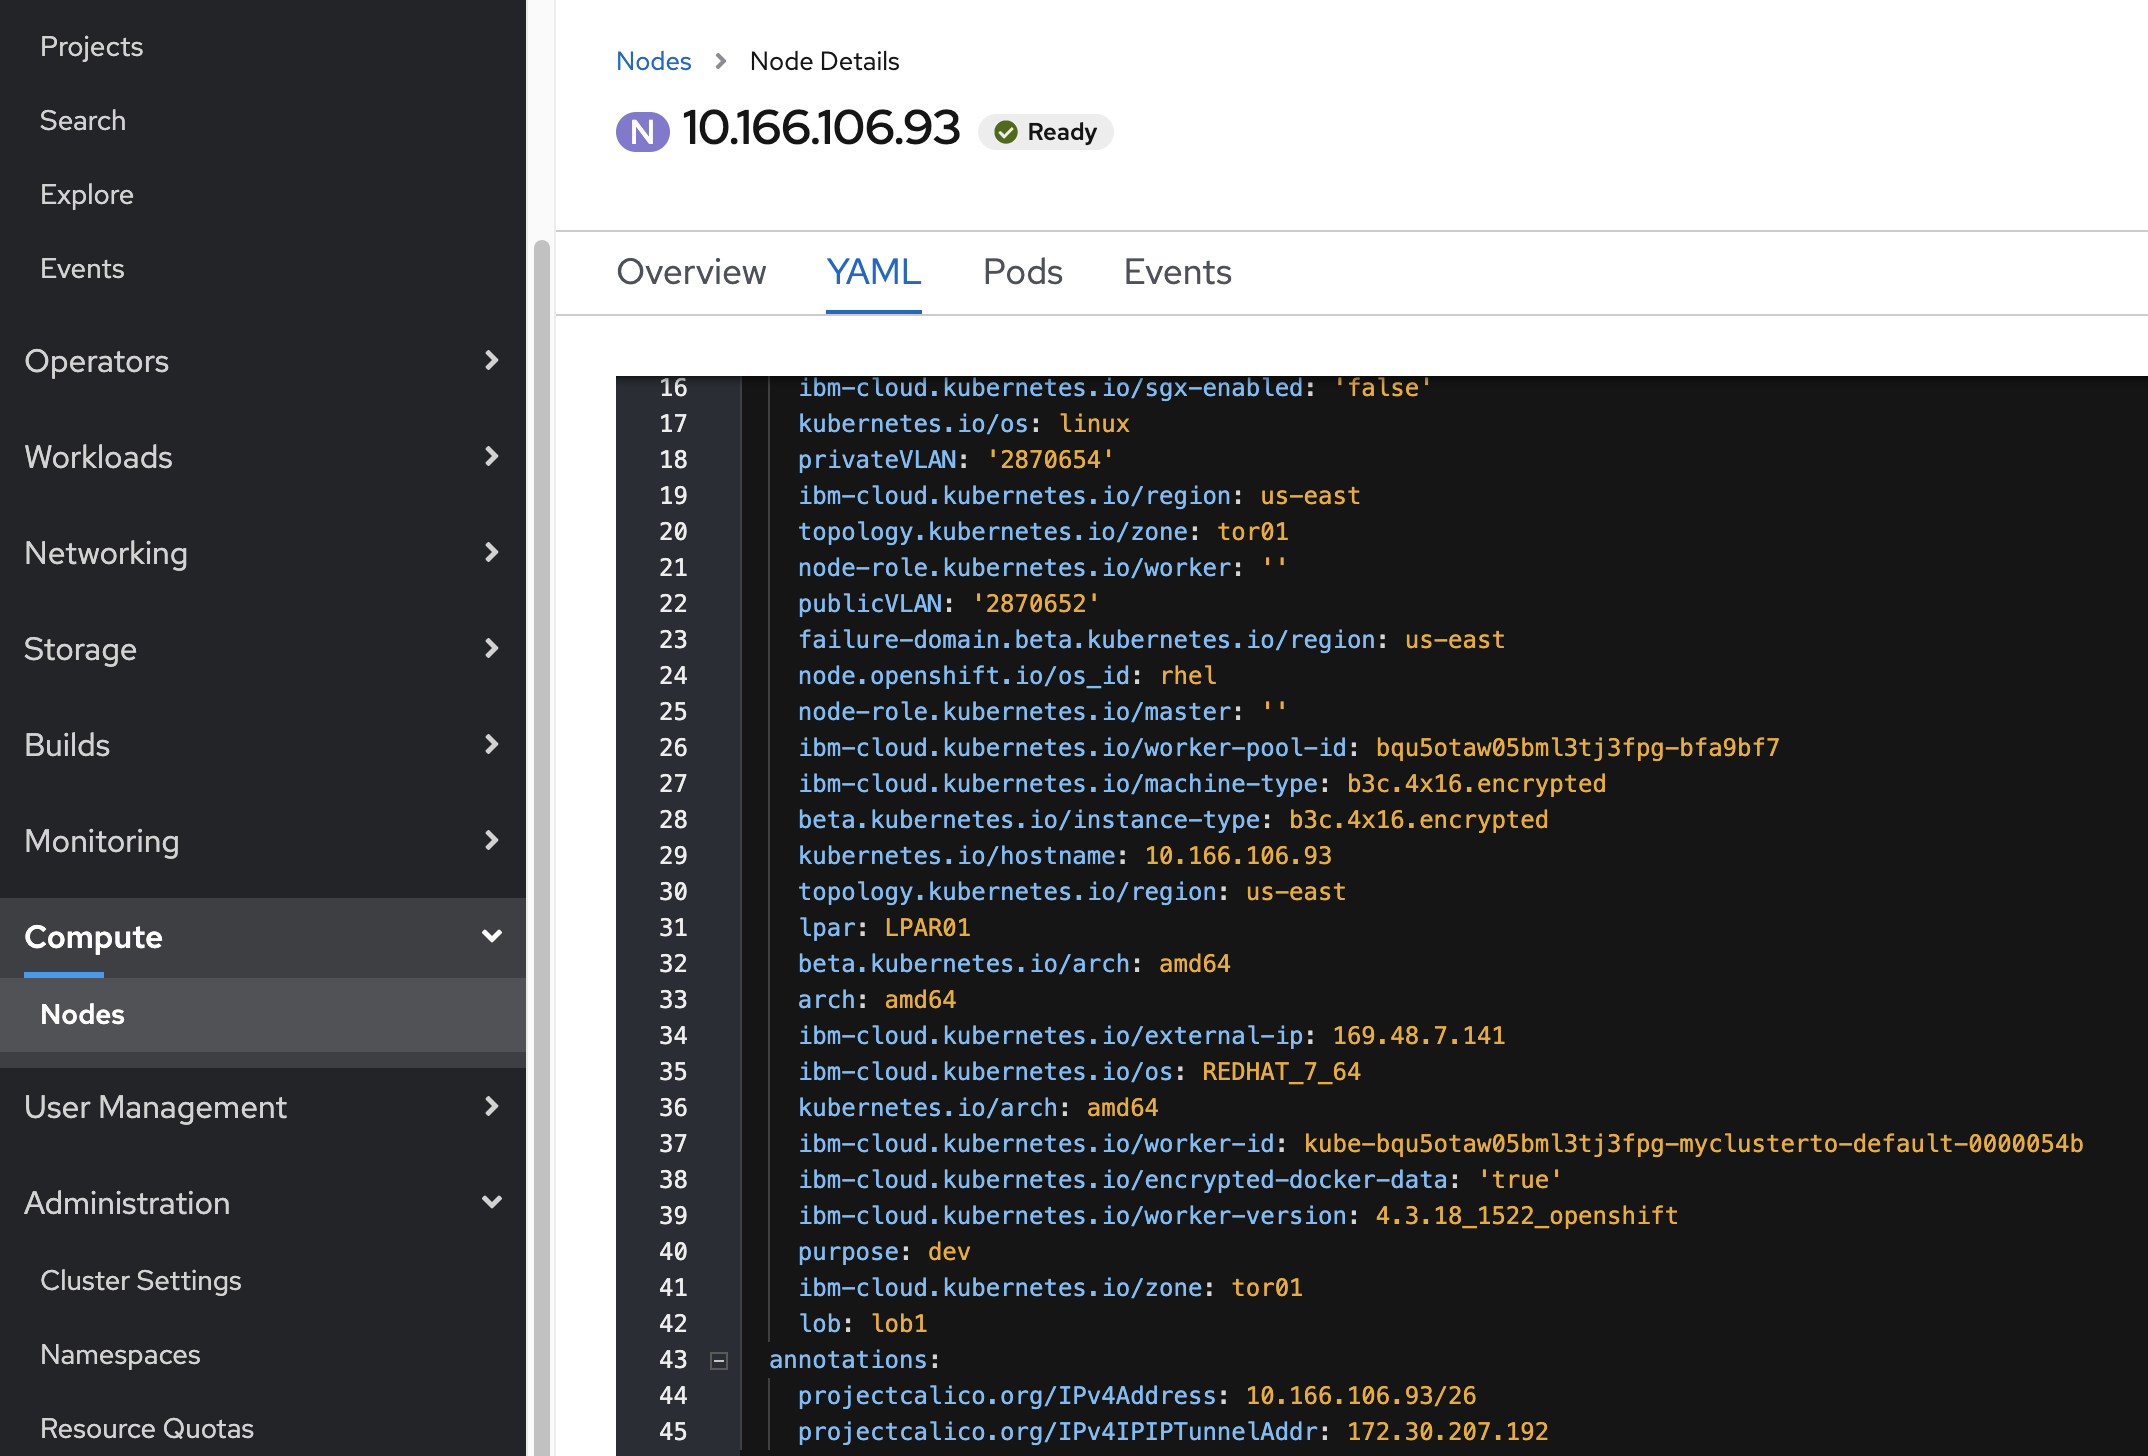 Projects
Search
Explore
Events
Operators
Workloads
Networking
Storage
Builds
Monitoring
Compute
Nodes
User Management
Administration
Cluster Settings
Namespaces
Resource Quotas
Nodes > Node Details
N 10.166.106.93 Ready
Overview YAML Pods Events
16 ibm-cloud.kubernetes.io/sgx-enabled: 'false'
17 kubernetes.io/os: linux
18 privateVLAN: '2870654'
19 ibm-cloud.kubernetes.io/region: us-east
20 topology.kubernetes.io/zone: tor01
21 node-role.kubernetes.io/worker: ''
22 publicVLAN: '2870652'
23 failure-domain.beta.kubernetes.io/region: us-east
24 node.openshift.io/os_id: rhel
25 node-role.kubernetes.io/master: ''
26 ibm-cloud.kubernetes.io/worker-pool-id: bqu5otaw05bml3tj3fpg-bfa9bf7
27 ibm-cloud.kubernetes.io/machine-type: b3c.4x16.encrypted
28 beta.kubernetes.io/instance-type: b3c.4x16.encrypted
29 kubernetes.io/hostname: 10.166.106.93
30 topology.kubernetes.io/region: us-east
31 lpar: LPAR01
32 beta.kubernetes.io/arch: amd64
33 arch: amd64
34 ibm-cloud.kubernetes.io/external-ip: 169.48.7.141
35 ibm-cloud.kubernetes.io/os: REDHAT_7_64
36 kubernetes.io/arch: amd64
37 ibm-cloud.kubernetes.io/worker-id: kube-bqu5otaw05bml3tj3fpg-myclusterto-default-0000054b
38 ibm-cloud.kubernetes.io/encrypted-docker-data: 'true'
39 ibm-cloud.kubernetes.io/worker-version: 4.3.18_1522_openshift
40 purpose: dev
41 ibm-cloud.kubernetes.io/zone: tor01
42 lob: lob1
43 annotations:
44 projectcalico.org/IPv4Address: 10.166.106.93/26
45 projectcalico.org/IPv4IPIPTunnelAddr: 172.30.207.192